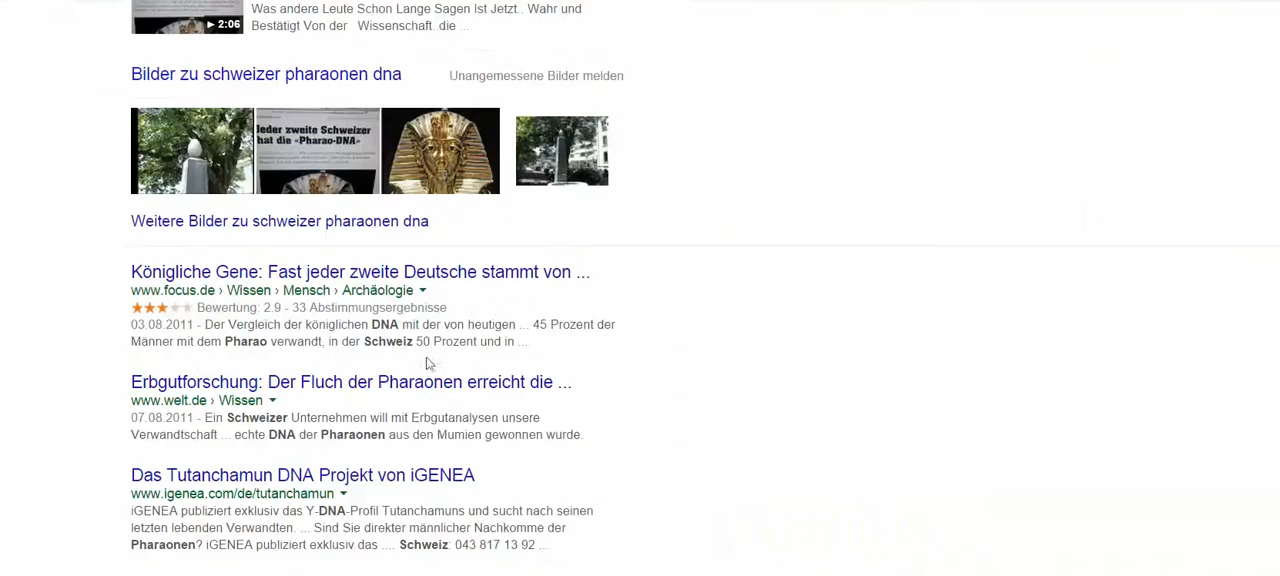 Was andere Leute Schon Lange Sagen Ist Jetzt.. Wahr und
2:06
Bestätigt Von der Wissenschaft..die ...
Bilder zu schweizer pharaonen dna
Unangemessene Bilder melden
Jeder zweite Schweizer
hat die «Pharao-DNA»
Weitere Bilder zu schweizer pharaonen dna
Königliche Gene: Fast jeder zweite Deutsche stammt von ...
www.focus.de › Wissen › Mensch › Archäologie
Bewertung: 2.9 - 33 Abstimmungsergebnisse
03.08.2011 - Der Vergleich der königlichen DNA mit der von heutigen ... 45 Prozent der
Männer mit dem Pharao verwandt, in der Schweiz 50 Prozent und in ...
Erbgutforschung: Der Fluch der Pharaonen erreicht die ...
www.welt.de › Wissen
07.08.2011 - Ein Schweizer Unternehmen will mit Erbgutanalysen unsere
Verwandtschaft ... echte DNA der Pharaonen aus den Mumien gewonnen wurde.
Das Tutanchamun DNA Projekt von iGENEA
www.igenea.com/de/tutanchamun
iGENEA publiziert exklusiv das Y-DNA-Profil Tutanchamuns und sucht nach seinen
letzten lebenden Verwandten. ... Sind Sie direkter männlicher Nachkomme der
Pharaonen? iGENEA publiziert exklusiv das .... Schweiz: 043 817 13 92 ...